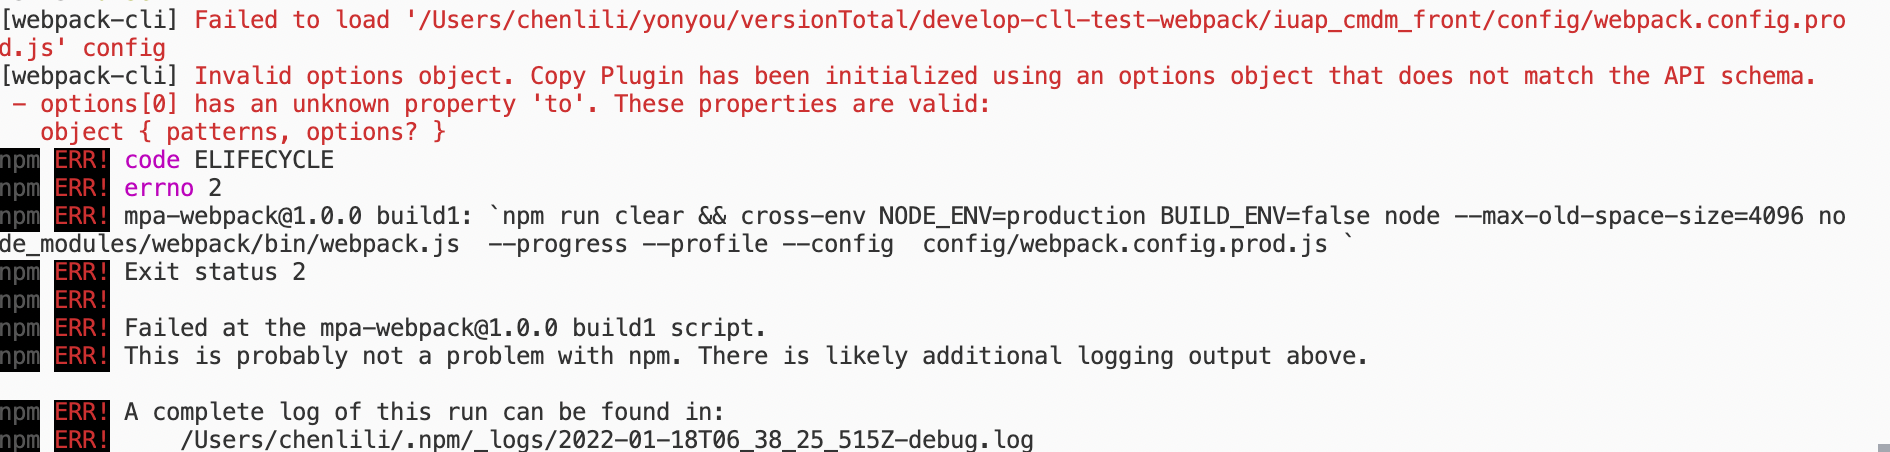 [webpack-cli] Failed to load '/Users/chenlili/yonyou/versionTotal/develop-cll-test-webpack/iuap_cmdm_front/config/webpack.config.pro
d.js' config
[webpack-cli] Invalid options object. Copy Plugin has been initialized using an options object that does not match the API schema.
 - options[0] has an unknown property 'to'. These properties are valid:
   object { patterns, options? }
npm ERR! code ELIFECYCLE
npm ERR! errno 2
npm ERR! mpa-webpack@1.0.0 build1: `npm run clear && cross-env NODE_ENV=production BUILD_ENV=false node --max-old-space-size=4096 no
de_modules/webpack/bin/webpack.js  --progress --profile --config  config/webpack.config.prod.js `
npm ERR! Exit status 2
npm ERR!
npm ERR! Failed at the mpa-webpack@1.0.0 build1 script.
npm ERR! This is probably not a problem with npm. There is likely additional logging output above.
npm ERR! A complete log of this run can be found in:
npm ERR!     /Users/chenlili/.npm/_logs/2022-01-18T06_38_25_515Z-debug.log